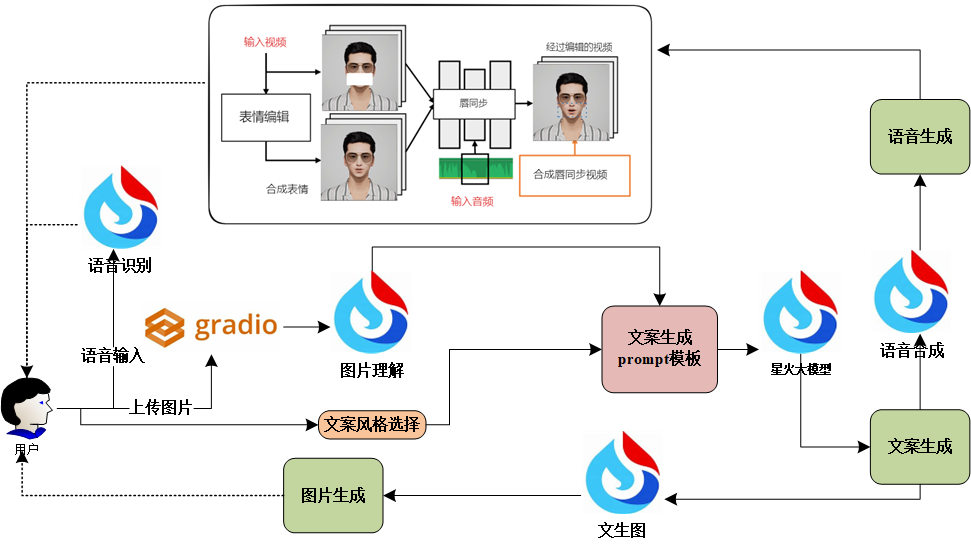 输入视频
表情编辑
合成表情
唇同步
输入音频
经过编辑的视频
合成唇同步视频
语音生成
语音识别
语音输入
gradio
上传图片
图片理解
文案风格选择
文案生成
prompt模板
星火大模型
语音合成
文案生成
用户
图片生成
文生图